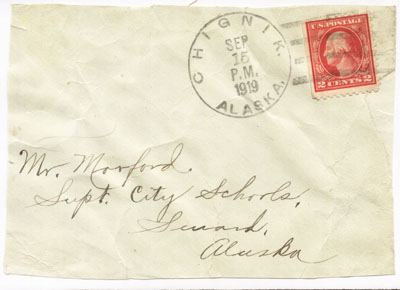 CHIGNIK.
SEP
15
P.M.
1919
ALASKA.
U.S. POSTAGE
2 CENTS 2
Mr. Morford.
Supt. City Schools,
Seward,
Alaska